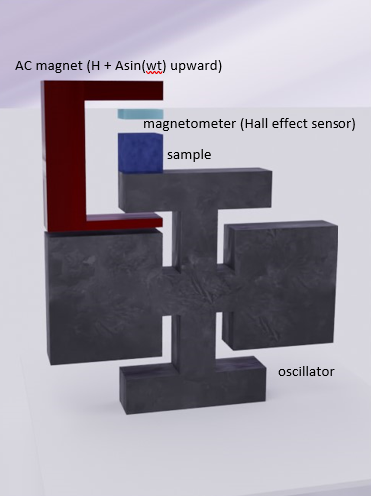 AC magnet (H + Asin(wt) upward)
magnetometer (Hall effect sensor)
sample
oscillator